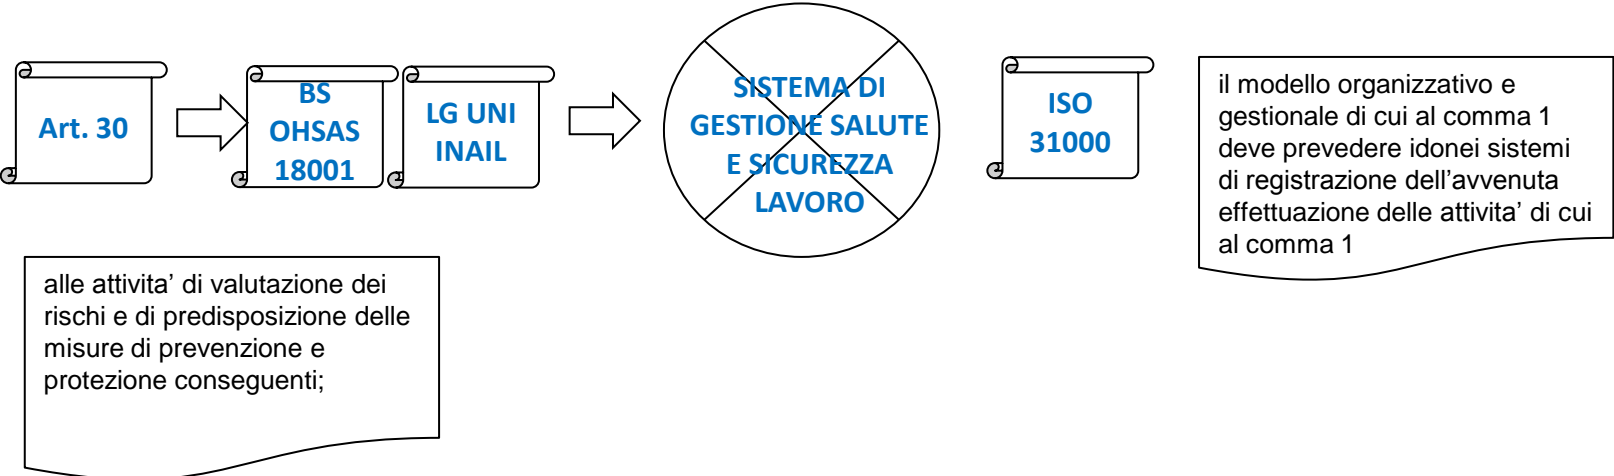 Art. 30
BS
OHSAS
18001
LG UNI
INAIL
SISTEMA DI
GESTIONE SALUTE
E SICUREZZA
LAVORO
ISO
31000
il modello organizzativo e
gestionale di cui al comma 1
deve prevedere idonei sistemi
di registrazione dell’avvenuta
effettuazione delle attivita’ di cui
al comma 1
alle attivita’ di valutazione dei
rischi e di predisposizione delle
misure di prevenzione e
protezione conseguenti;